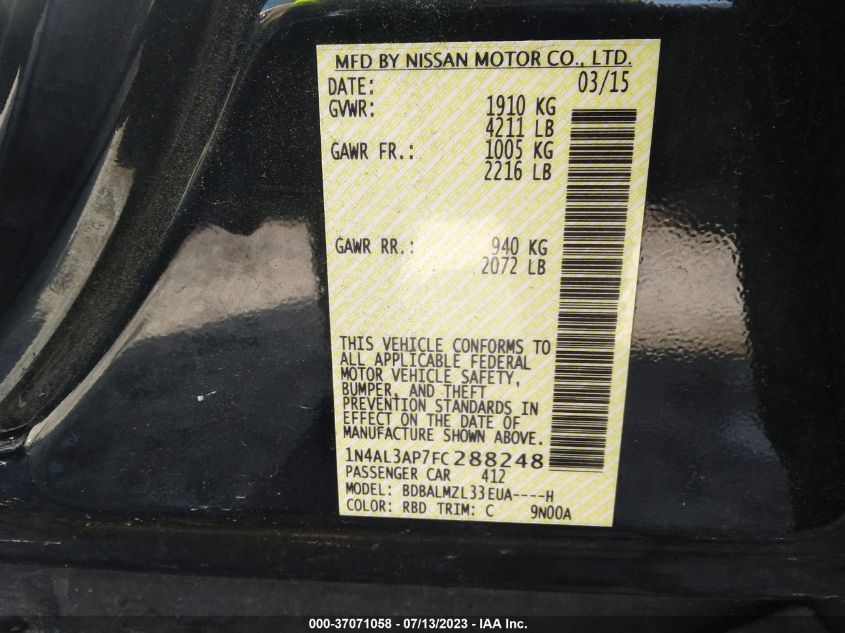 MFD BY NISSAN MOTOR CO., LTD.
DATE: 03/15
GVWR: 1910 KG
4211 LB
GAWR FR.: 1005 KG
2216 LB
GAWR RR.: 940 KG
2072 LB
THIS VEHICLE CONFORMS TO
ALL APPLICABLE FEDERAL
MOTOR VEHICLE SAFETY,
BUMPER, AND THEFT
PREVENTION STANDARDS IN
EFFECT ON THE DATE OF
MANUFACTURE SHOWN ABOVE.
1N4AL3AP7FC288248
PASSENGER CAR 412
MODEL: BDBALMZL33EUA----H
COLOR: RBD TRIM: C 9N00A
000-37071058 - 07/13/2023 - IAA Inc.